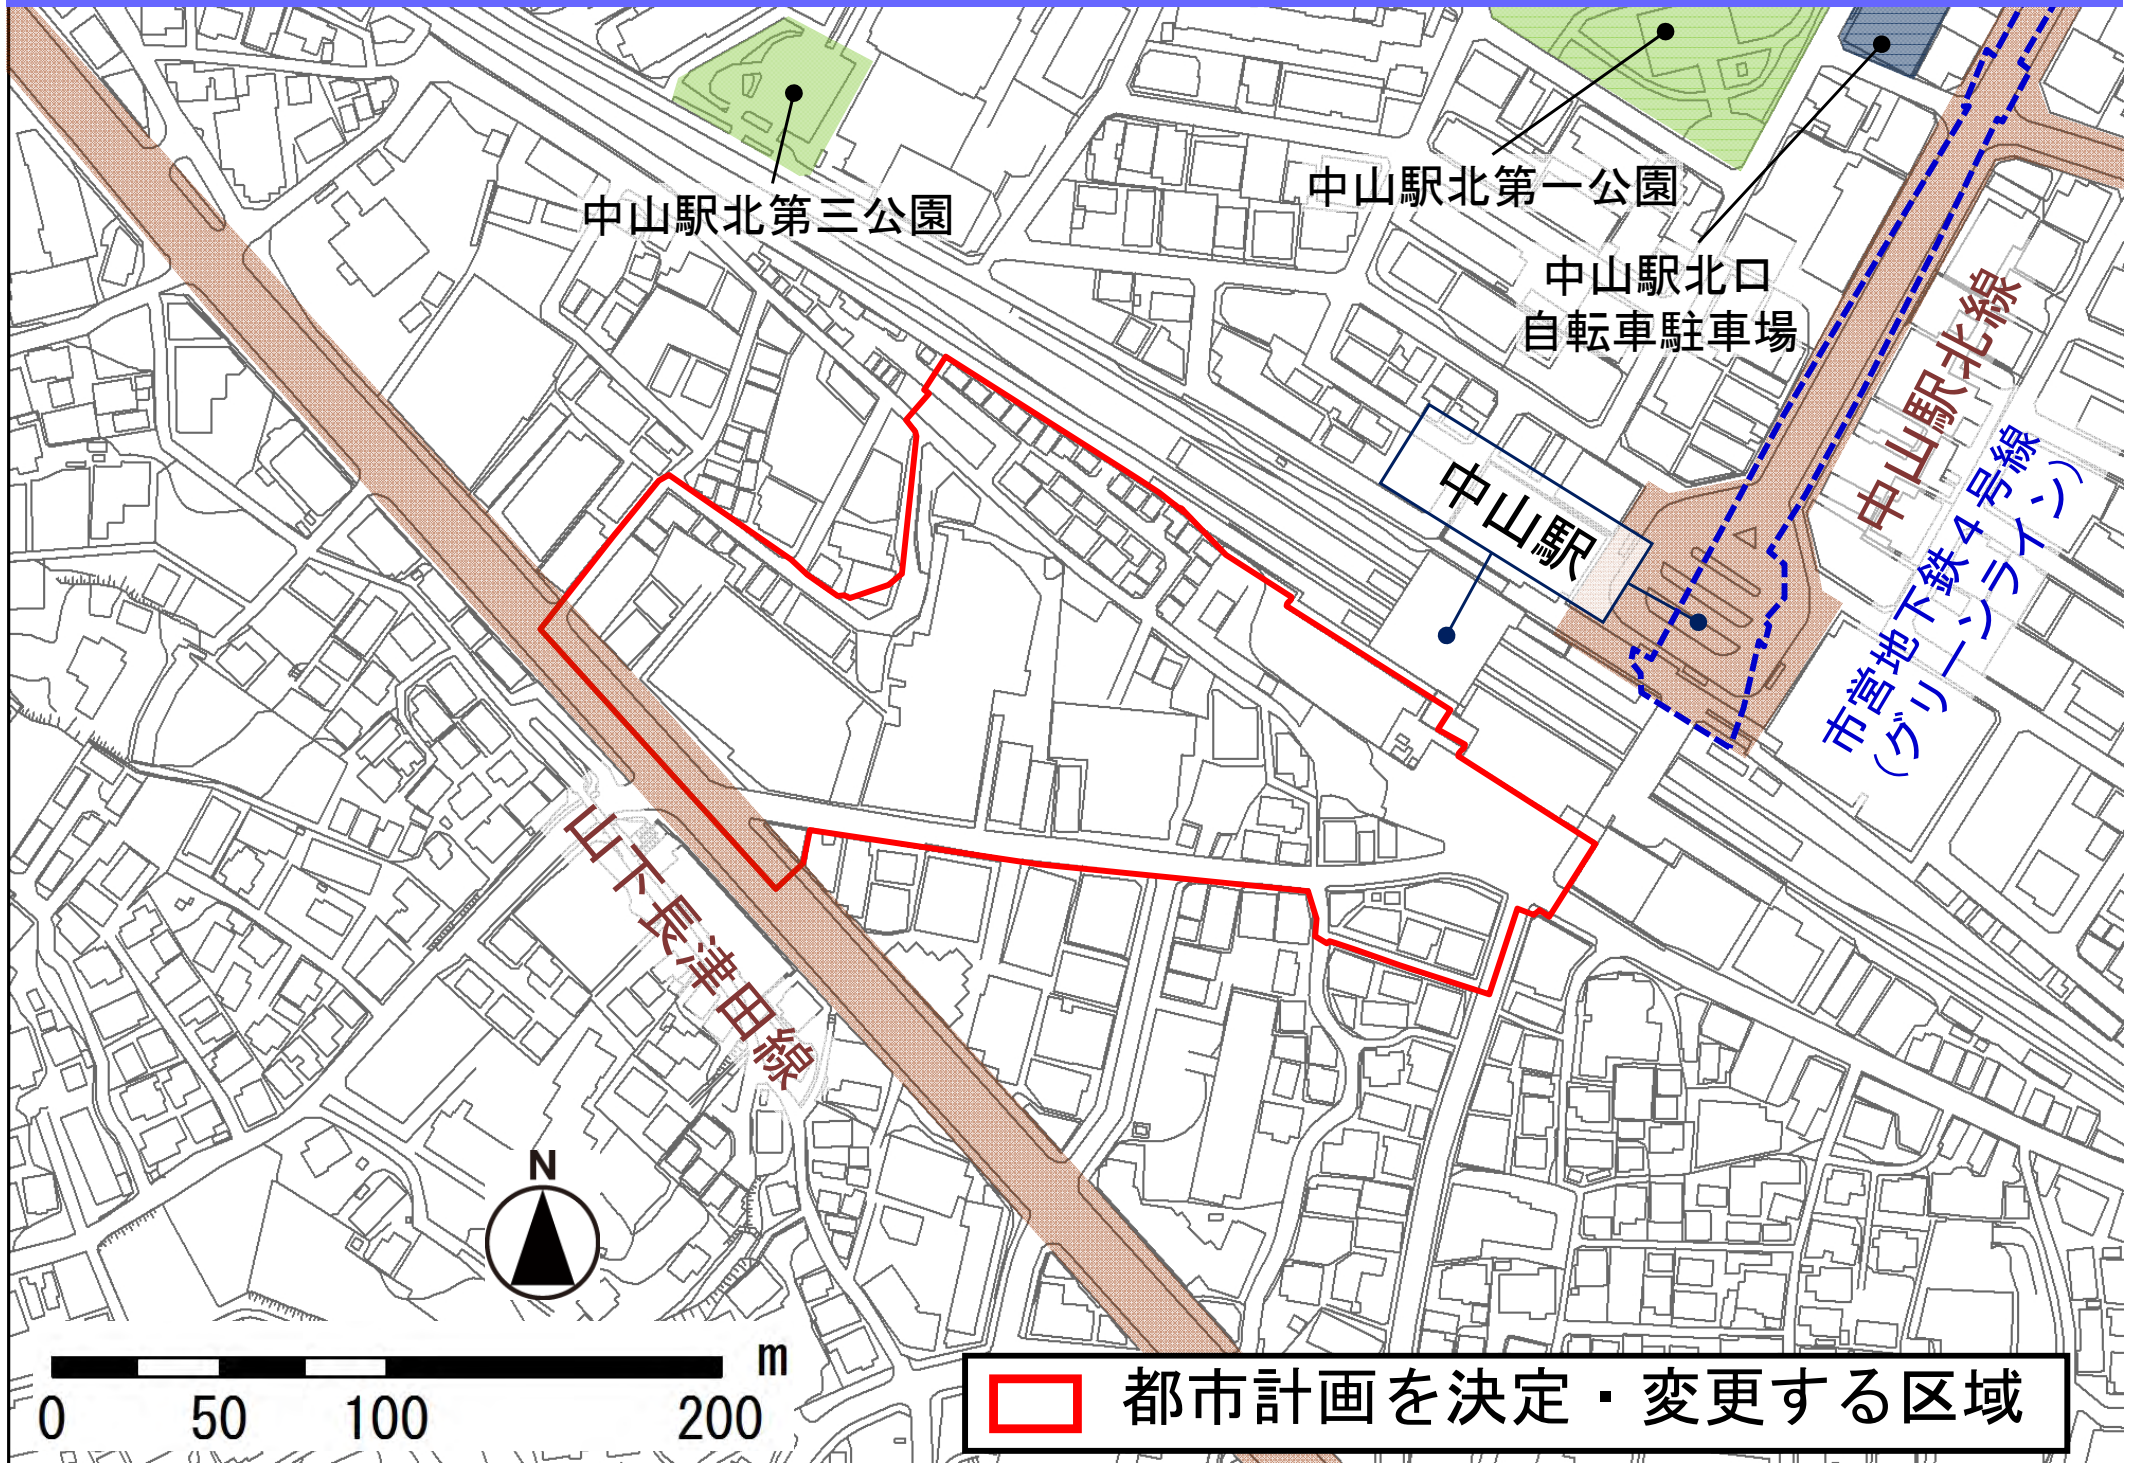 中山駅北第三公園
中山駅北第一公園
中山駅北口
自転車駐車場
中山駅北線
市営地下鉄4号線
（グリーンライン）
中山駅
山下長津田線
N
m
0 50 100 200
都市計画を決定・変更する区域